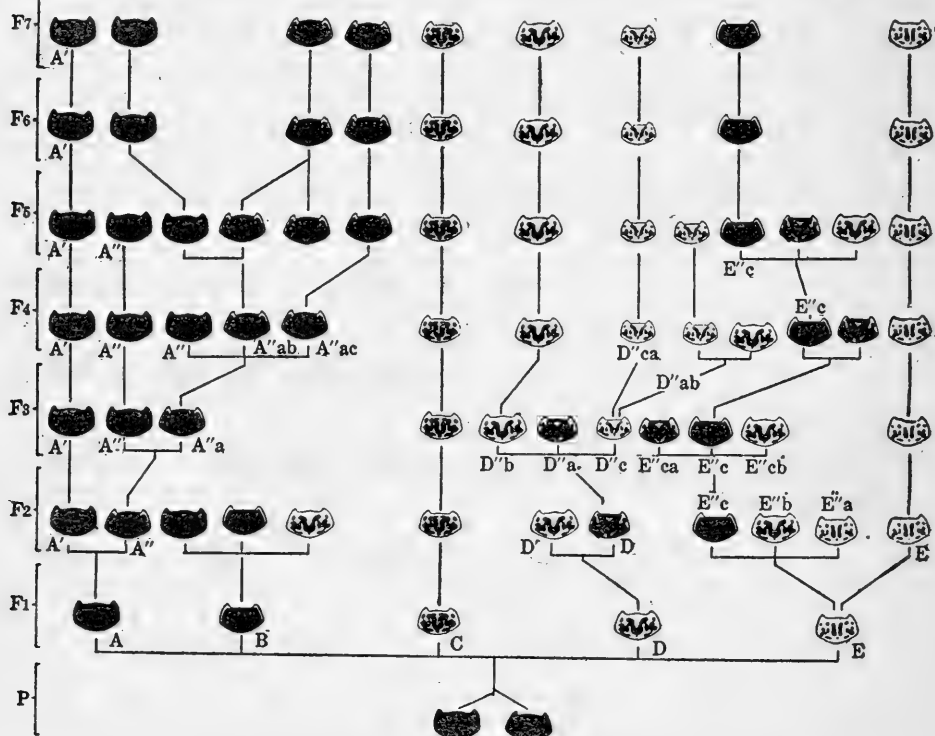 F7
A′
F6
A′
F5
A′ A″ E″c
F4
E″c
A′ A″ A″ A″ab A″ac D″ca
D″ab
F3
A′ A″ A″a
D″b D″a D″c E″ca E″c E″cb
F2
E″c E″b E″a
A′ A″ D′ D E
F1
A B C D E
P